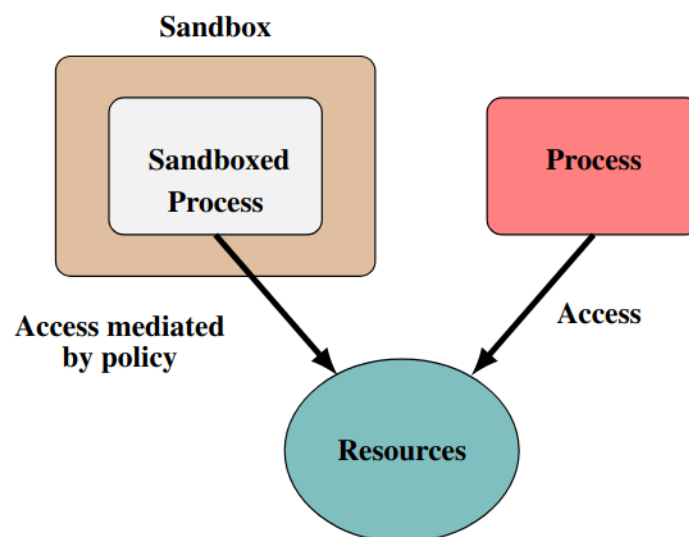 Sandbox
Sandboxed
Process
Process
Access mediated
by policy
Access
Resources